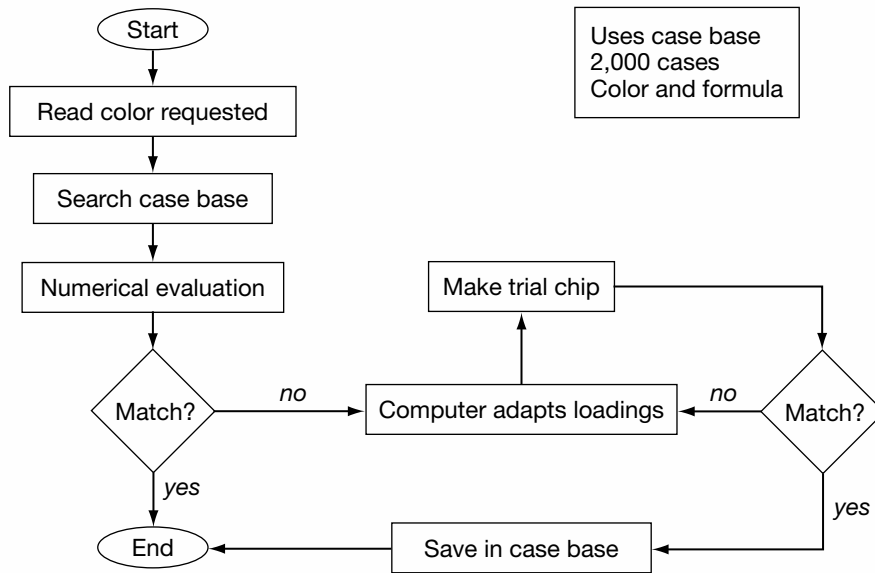 Start
Uses case base
2,000 cases
Color and formula
Read color requested
Search case base
Numerical evaluation
Make trial chip
Match?
no
Computer adapts loadings
no
Match?
yes
yes
End
Save in case base